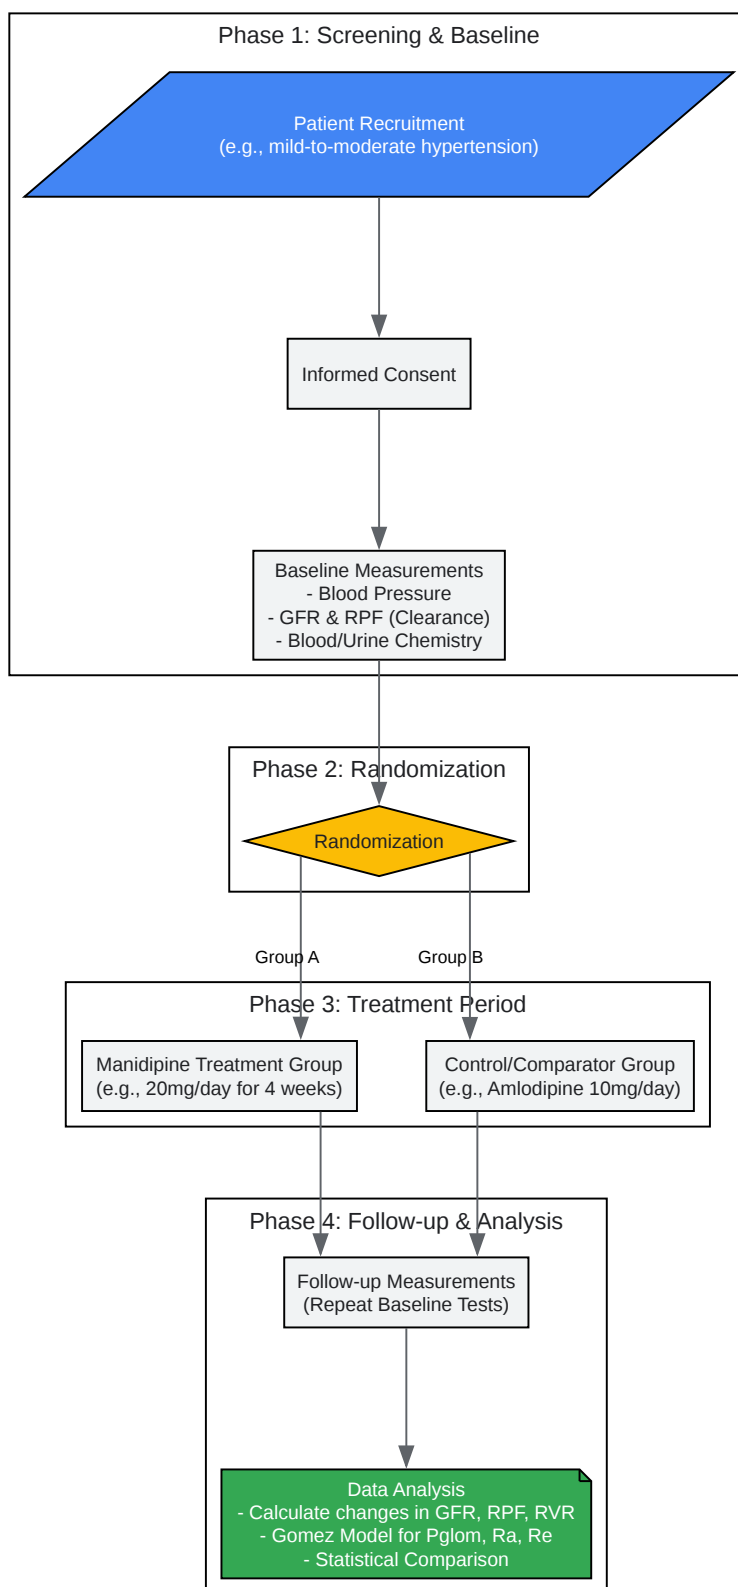 Phase 1: Screening & Baseline
Patient Recruitment
(e.g., mild-to-moderate hypertension)
Informed Consent
Baseline Measurements
- Blood Pressure
- GFR & RPF (Clearance)
- Blood/Urine Chemistry
Phase 2: Randomization
Randomization
Group A
Group B
Phase 3: Treatment Period
Manidipine Treatment Group
(e.g., 20mg/day for 4 weeks)
Control/Comparator Group
(e.g., Amlodipine 10mg/day)
Phase 4: Follow-up & Analysis
Follow-up Measurements
(Repeat Baseline Tests)
Data Analysis
- Calculate changes in GFR, RPF, RVR
- Gomez Model for Pglom, Ra, Re
- Statistical Comparison